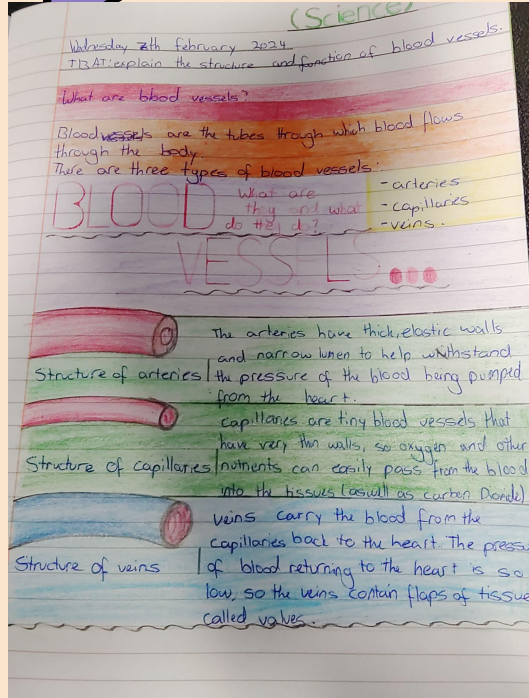 (Science)
Wednesday 7th february 2024
TBAT: explain the structure and function of blood vessels.
What are blood vessels?
Blood vessels are the tubes through which blood flows
through the body.
There are three types of blood vessels:
- arteries
- capillaries
- veins.
BLOOD
What are
they and what
do they do?
VESSELS...
The arteries have thick, elastic walls
and narrow lumen to help withstand
the pressure of the blood being pumped
from the heart.
Structure of arteries
capillaries are tiny blood vessels that
have very thin walls, so oxygen and other
nutrients can easily pass from the blood
into the tissues (aswell as carbon Dioxide)
Structure of capillaries
veins carry the blood from the
capillaries back to the heart. The press
of blood returning to the heart is so
low, so the veins contain flaps of tissue
called valves.
Structure of veins